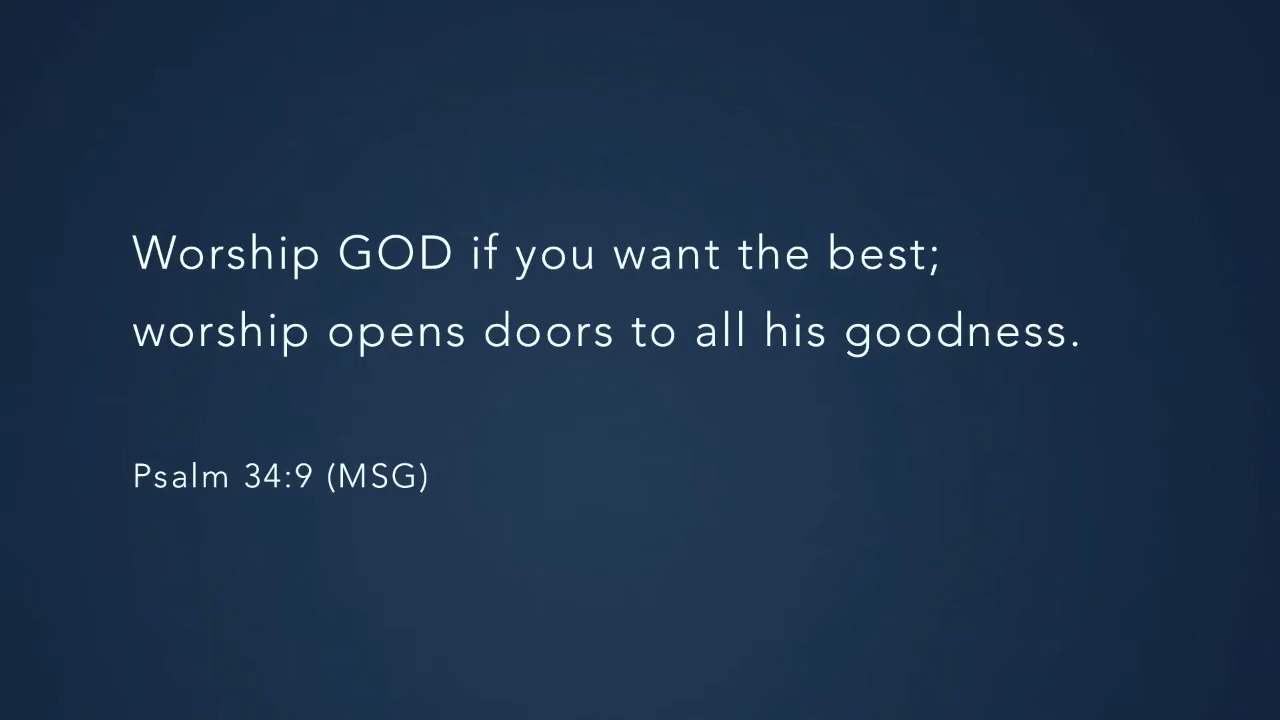 Worship GOD if you want the best;
worship opens doors to all his goodness.
Psalm 34:9 (MSG)